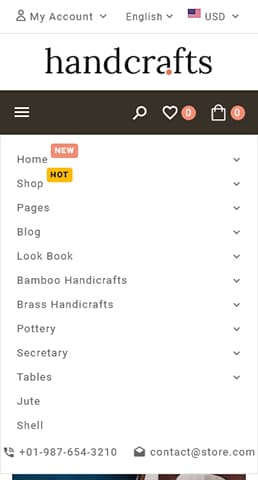 My Account English USD
handcrafts
0 0
NEW
Home
HOT
Shop
Pages
Blog
Look Book
Bamboo Handicrafts
Brass Handicrafts
Pottery
Secretary
Tables
Jute
Shell
+01-987-654-3210 contact@store.com